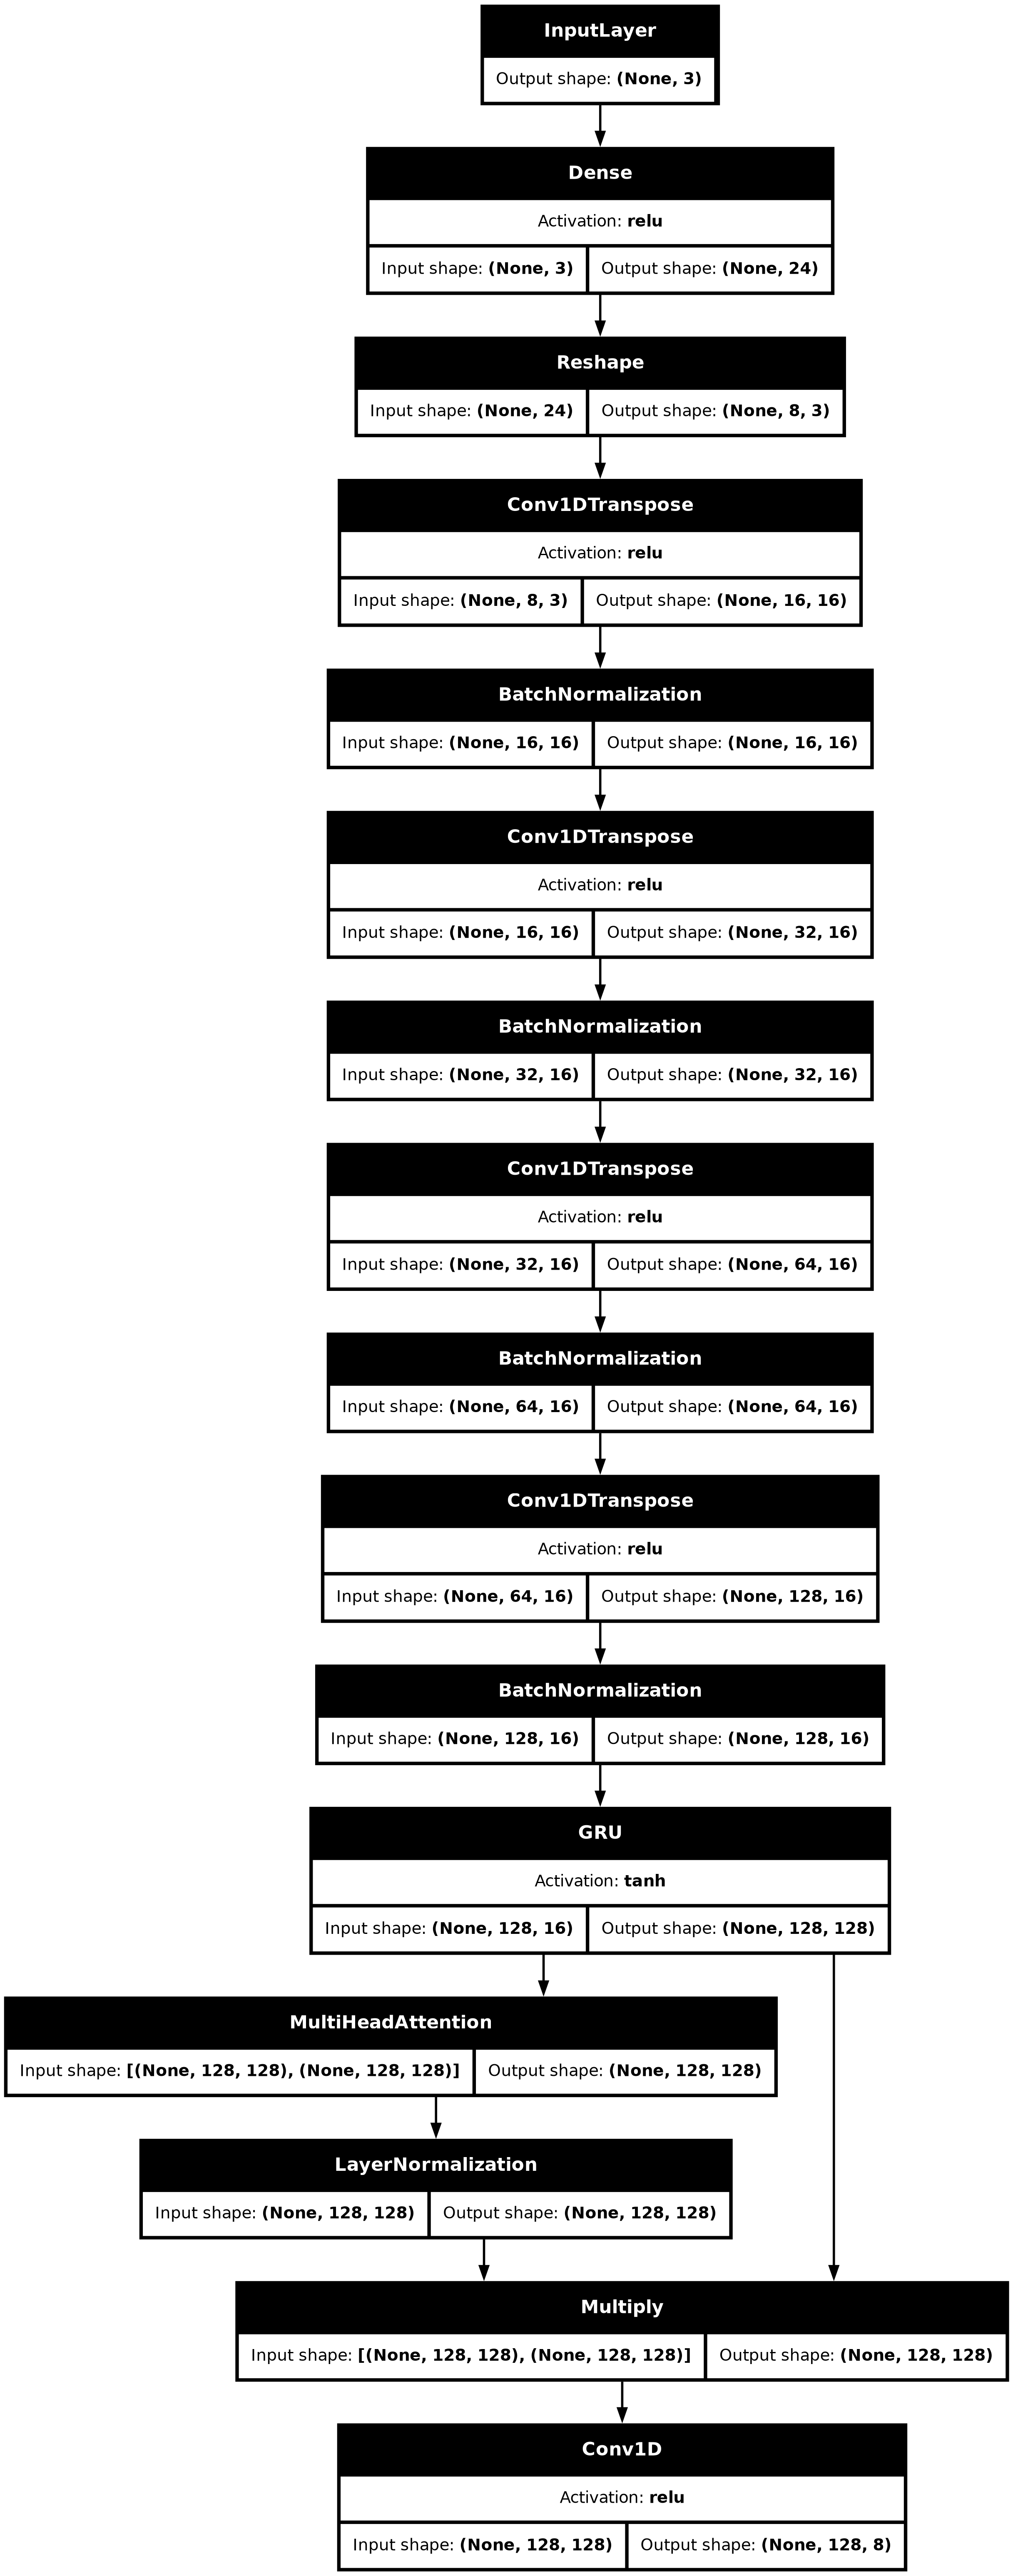 InputLayer
Output shape: (None, 3)
Dense
Activation: relu
Input shape: (None, 3) Output shape: (None, 24)
Reshape
Input shape: (None, 24) Output shape: (None, 8, 3)
Conv1DTranspose
Activation: relu
Input shape: (None, 8, 3) Output shape: (None, 16, 16)
BatchNormalization
Input shape: (None, 16, 16) Output shape: (None, 16, 16)
Conv1DTranspose
Activation: relu
Input shape: (None, 16, 16) Output shape: (None, 32, 16)
BatchNormalization
Input shape: (None, 32, 16) Output shape: (None, 32, 16)
Conv1DTranspose
Activation: relu
Input shape: (None, 32, 16) Output shape: (None, 64, 16)
BatchNormalization
Input shape: (None, 64, 16) Output shape: (None, 64, 16)
Conv1DTranspose
Activation: relu
Input shape: (None, 64, 16) Output shape: (None, 128, 16)
BatchNormalization
Input shape: (None, 128, 16) Output shape: (None, 128, 16)
GRU
Activation: tanh
Input shape: (None, 128, 16) Output shape: (None, 128, 128)
MultiHeadAttention
Input shape: [(None, 128, 128), (None, 128, 128)] Output shape: (None, 128, 128)
LayerNormalization
Input shape: (None, 128, 128) Output shape: (None, 128, 128)
Multiply
Input shape: [(None, 128, 128), (None, 128, 128)] Output shape: (None, 128, 128)
Conv1D
Activation: relu
Input shape: (None, 128, 128) Output shape: (None, 128, 8)